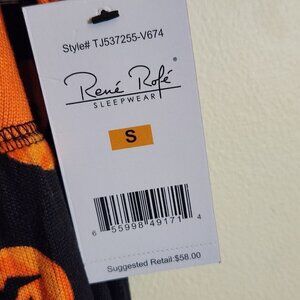 Style# TJ537255-V674
René Rofé
SLEEPWEAR
S
6 55998 49171 4
Suggested Retail:$58.00